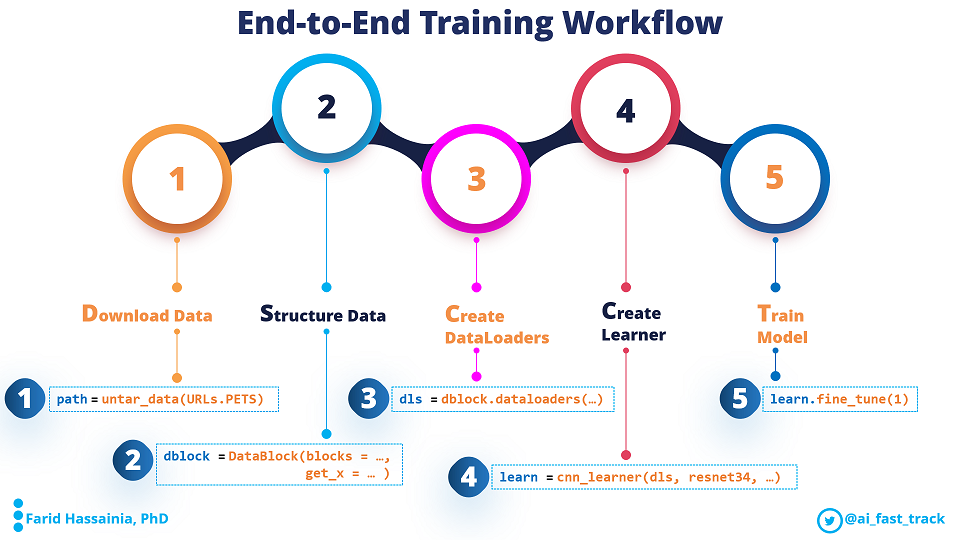 End-to-End Training Workflow
1
2
3
4
5
Download Data
Structure Data
Create
DataLoaders
Create
Learner
Train
Model
1
path = untar_data(URLs.PETS)
2
dblock = DataBlock(blocks = …,
get_x = … )
3
dls = dblock.dataloaders(…)
4
learn = cnn_learner(dls, resnet34, …)
5
learn.fine_tune(1)
Farid Hassainia, PhD
@ai_fast_track